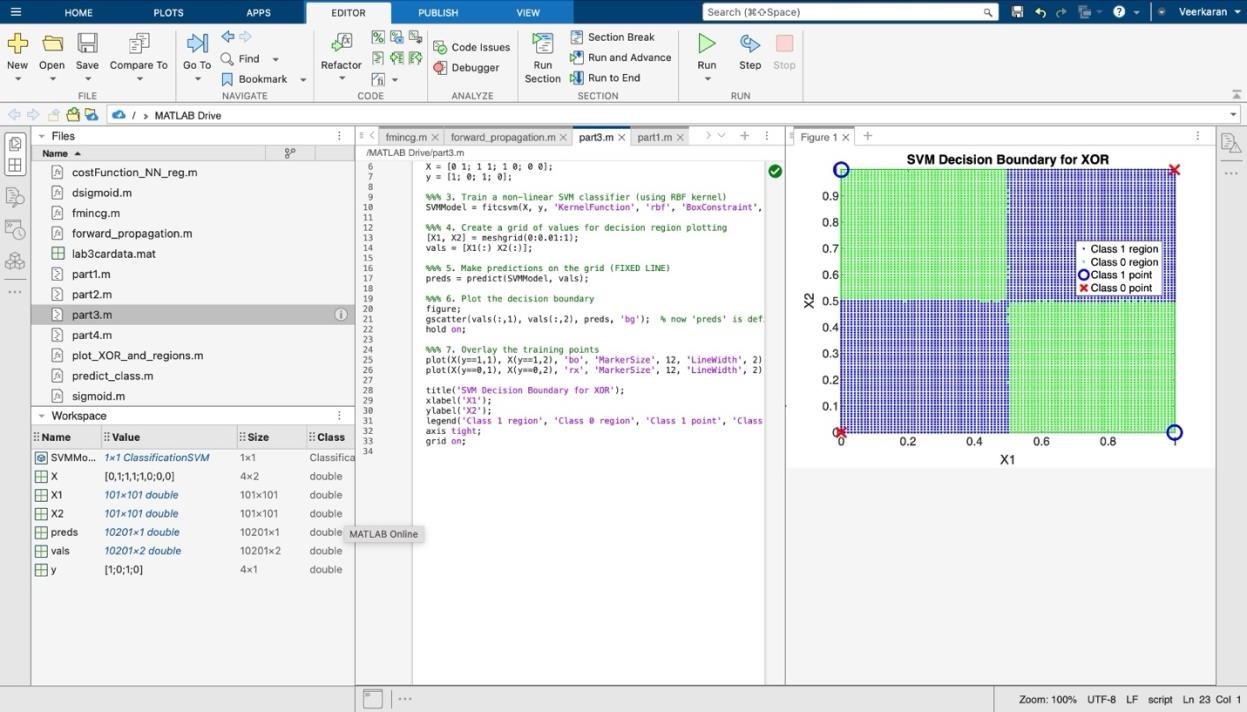 HOME PLOTS APPS EDITOR PUBLISH VIEW Search (⌘⇧Space) Veerkaran
New Open Save Compare To
FILE
Go To Find Bookmark
NAVIGATE
Refactor
CODE
Code Issues
Debugger
ANALYZE
Run Section
Section Break
Run and Advance
Run to End
SECTION
Run Step Stop
RUN
/ › MATLAB Drive
Files
Name
costFunction_NN_reg.m
dsigmoid.m
fmincg.m
forward_propagation.m
lab3cardata.mat
part1.m
part2.m
part3.m
part4.m
plot_XOR_and_regions.m
predict_class.m
sigmoid.m
Workspace
Name Value Size Class
SVMMo... 1×1 ClassificationSVM 1×1 Classifica
X [0,1;1,1;1,0;0,0] 4×2 double
X1 101×101 double 101×101 double
X2 101×101 double 101×101 double
preds 10201×1 double 10201×1 double
vals 10201×2 double 10201×2 double
y [1;0;1;0] 4×1 double
MATLAB Online
fmincg.m forward_propagation.m part3.m part1.m
/MATLAB Drive/part3.m
6 X = [0 1; 1 1; 1 0; 0 0];
7 y = [1; 0; 1; 0];
8
9 %%% 3. Train a non-linear SVM classifier (using RBF kernel)
10 SVMModel = fitcsvm(X, y, 'KernelFunction', 'rbf', 'BoxConstraint',
11
12 %%% 4. Create a grid of values for decision region plotting
13 [X1, X2] = meshgrid(0:0.01:1);
14 vals = [X1(:) X2(:)];
15
16 %%% 5. Make predictions on the grid (FIXED LINE)
17 preds = predict(SVMModel, vals);
18
19 %%% 6. Plot the decision boundary
20 figure;
21 gscatter(vals(:,1), vals(:,2), preds, 'bg'); % now 'preds' is def
22 hold on;
23
24 %%% 7. Overlay the training points
25 plot(X(y==1,1), X(y==1,2), 'bo', 'MarkerSize', 12, 'LineWidth', 2)
26 plot(X(y==0,1), X(y==0,2), 'rx', 'MarkerSize', 12, 'LineWidth', 2)
27
28 title('SVM Decision Boundary for XOR');
29 xlabel('X1');
30 ylabel('X2');
31 legend('Class 1 region', 'Class 0 region', 'Class 1 point', 'Class
32 axis tight;
33 grid on;
34
Figure 1
SVM Decision Boundary for XOR
Class 1 region
Class 0 region
Class 1 point
Class 0 point
0.9
0.8
0.7
0.6
0.5
0.4
0.3
0.2
0.1
0 0.2 0.4 0.6 0.8
X2
X1
Zoom: 100% UTF-8 LF script Ln 23 Col 1